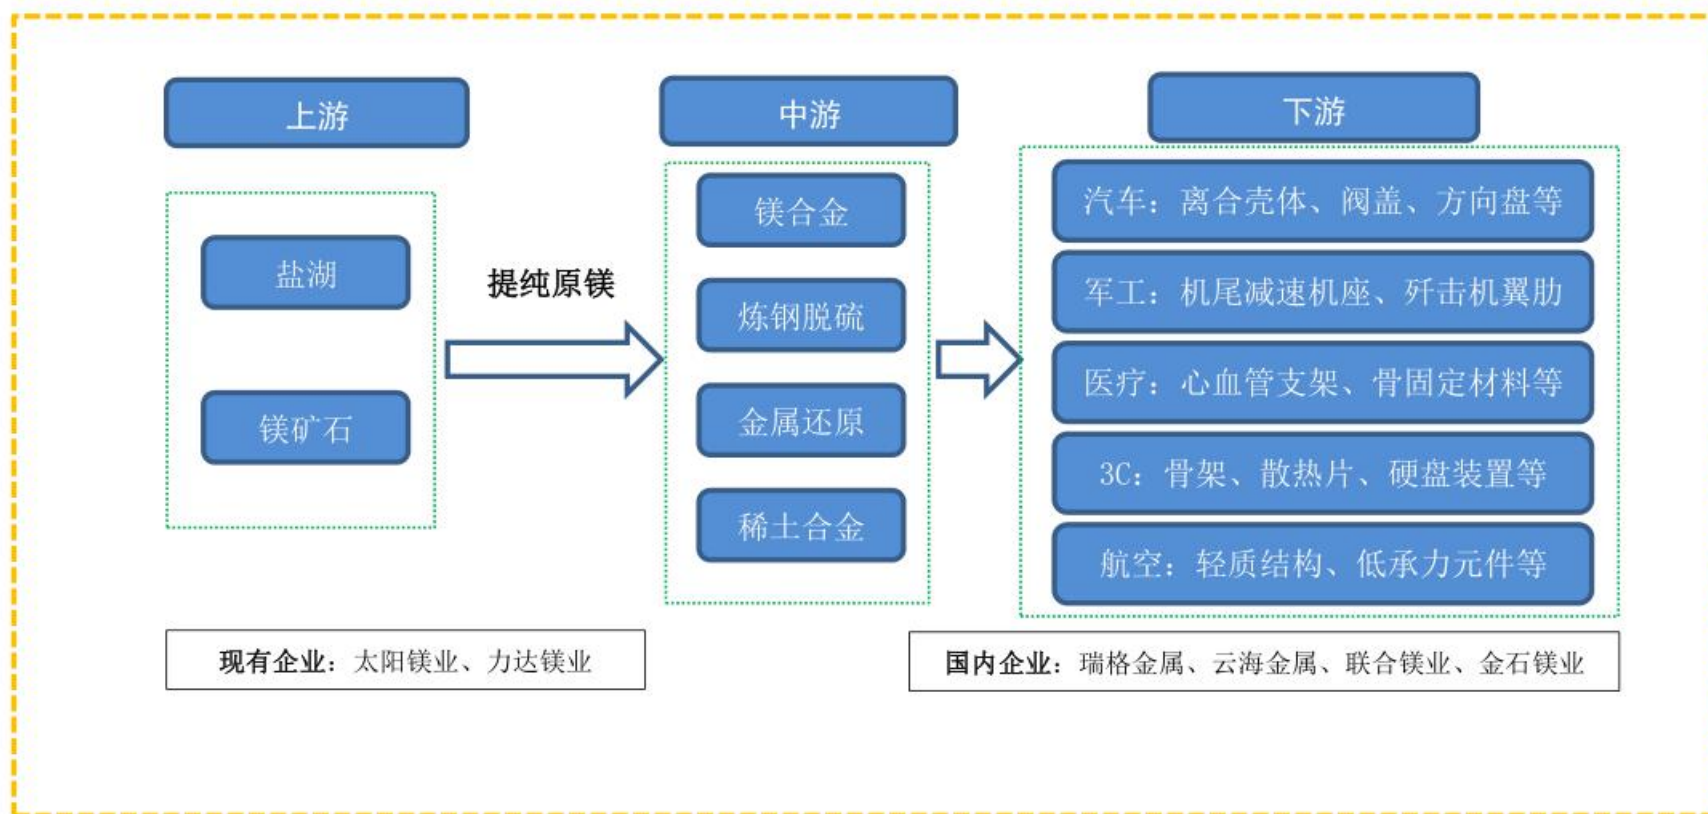 上游
盐湖
镁矿石
提纯原镁
中游
镁合金
炼钢脱硫
金属还原
稀土合金
下游
汽车：离合壳体、阀盖、方向盘等
军工：机尾减速机座、歼击机翼肋
医疗：心血管支架、骨固定材料等
3C：骨架、散热片、硬盘装置等
航空：轻质结构、低承力元件等
现有企业：太阳镁业、力达镁业
国内企业：瑞格金属、云海金属、联合镁业、金石镁业